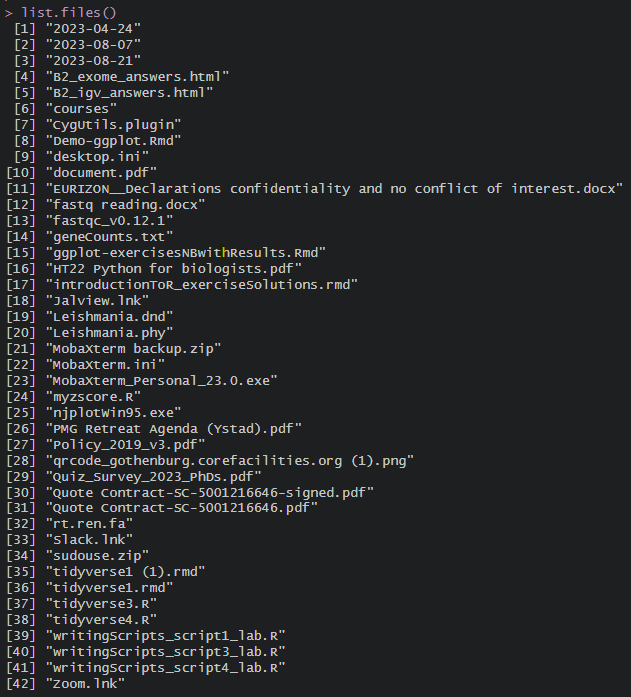 > list.files()
[1] "2023-04-24"
[2] "2023-08-07"
[3] "2023-08-21"
[4] "B2_exome_answers.html"
[5] "B2_igv_answers.html"
[6] "courses"
[7] "CygUtils.plugin"
[8] "Demo-ggplot.Rmd"
[9] "desktop.ini"
[10] "document.pdf"
[11] "EURIZON__Declarations confidentiality and no conflict of interest.docx"
[12] "fastq reading.docx"
[13] "fastqc_v0.12.1"
[14] "geneCounts.txt"
[15] "ggplot-exercisesNBwithResults.Rmd"
[16] "HT22 Python for biologists.pdf"
[17] "introductionToR_exerciseSolutions.rmd"
[18] "Jalview.lnk"
[19] "Leishmania.dnd"
[20] "Leishmania.phy"
[21] "MobaXterm backup.zip"
[22] "MobaXterm.ini"
[23] "MobaXterm_Personal_23.0.exe"
[24] "myzscore.R"
[25] "njplotWin95.exe"
[26] "PMG Retreat Agenda (Ystad).pdf"
[27] "Policy_2019_v3.pdf"
[28] "qrcode_gothenburg.corefacilities.org (1).png"
[29] "Quiz_Survey_2023_PhDs.pdf"
[30] "Quote Contract-SC-5001216646-signed.pdf"
[31] "Quote Contract-SC-5001216646.pdf"
[32] "rt.ren.fa"
[33] "Slack.lnk"
[34] "sudouse.zip"
[35] "tidyverse1 (1).rmd"
[36] "tidyverse1.rmd"
[37] "tidyverse3.R"
[38] "tidyverse4.R"
[39] "writingScripts_script1_lab.R"
[40] "writingScripts_script3_lab.R"
[41] "writingScripts_script4_lab.R"
[42] "Zoom.lnk"